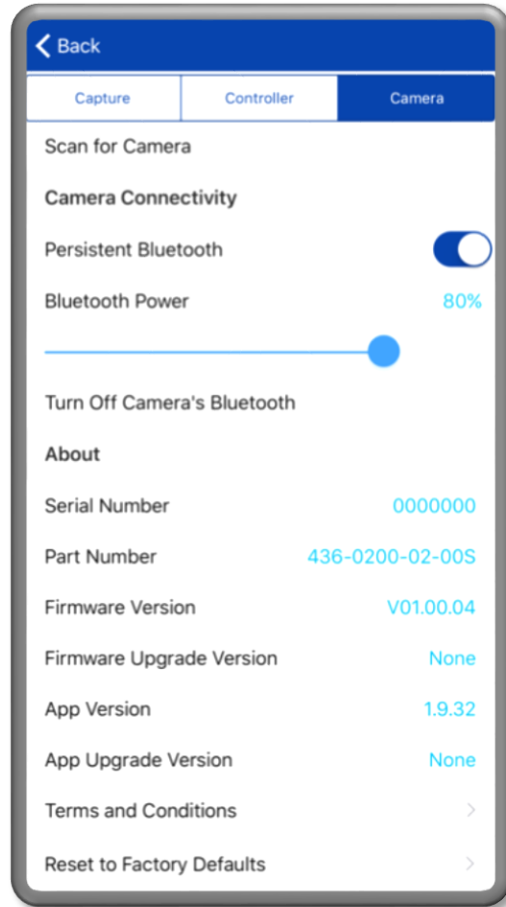 Back
Capture Controller Camera
Scan for Camera
Camera Connectivity
Persistent Bluetooth
Bluetooth Power 80%
Turn Off Camera's Bluetooth
About
Serial Number 0000000
Part Number 436-0200-02-00S
Firmware Version V01.00.04
Firmware Upgrade Version None
App Version 1.9.32
App Upgrade Version None
Terms and Conditions
Reset to Factory Defaults